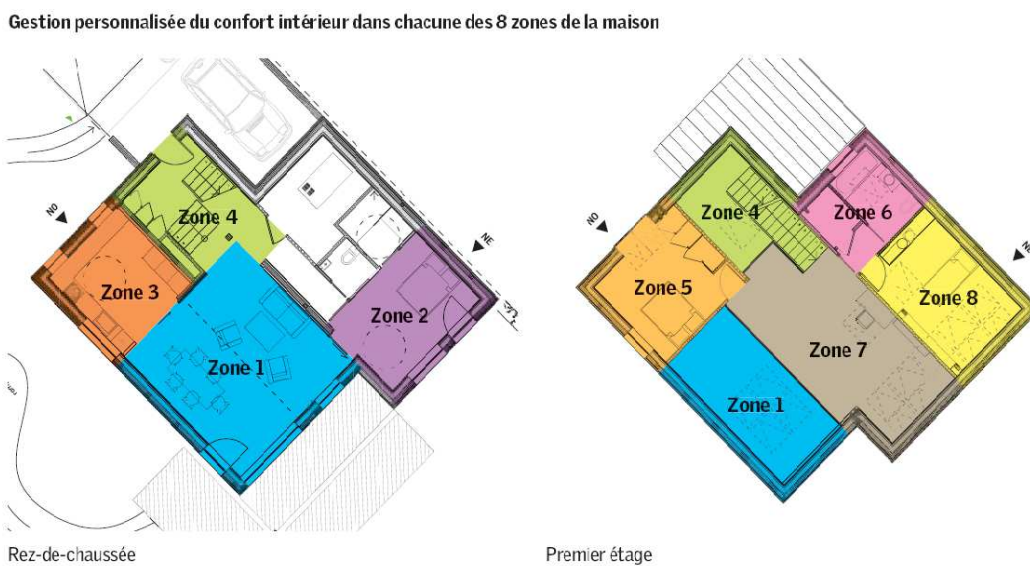 Gestion personnalisée du confort intérieur dans chacune des 8 zones de la maison
NO
Zone 4
NE
Zone 3
Zone 2
Zone 1
Rez-de-chaussée
NO
Zone 4
Zone 6
NE
Zone 5
Zone 8
Zone 7
Zone 1
Premier étage